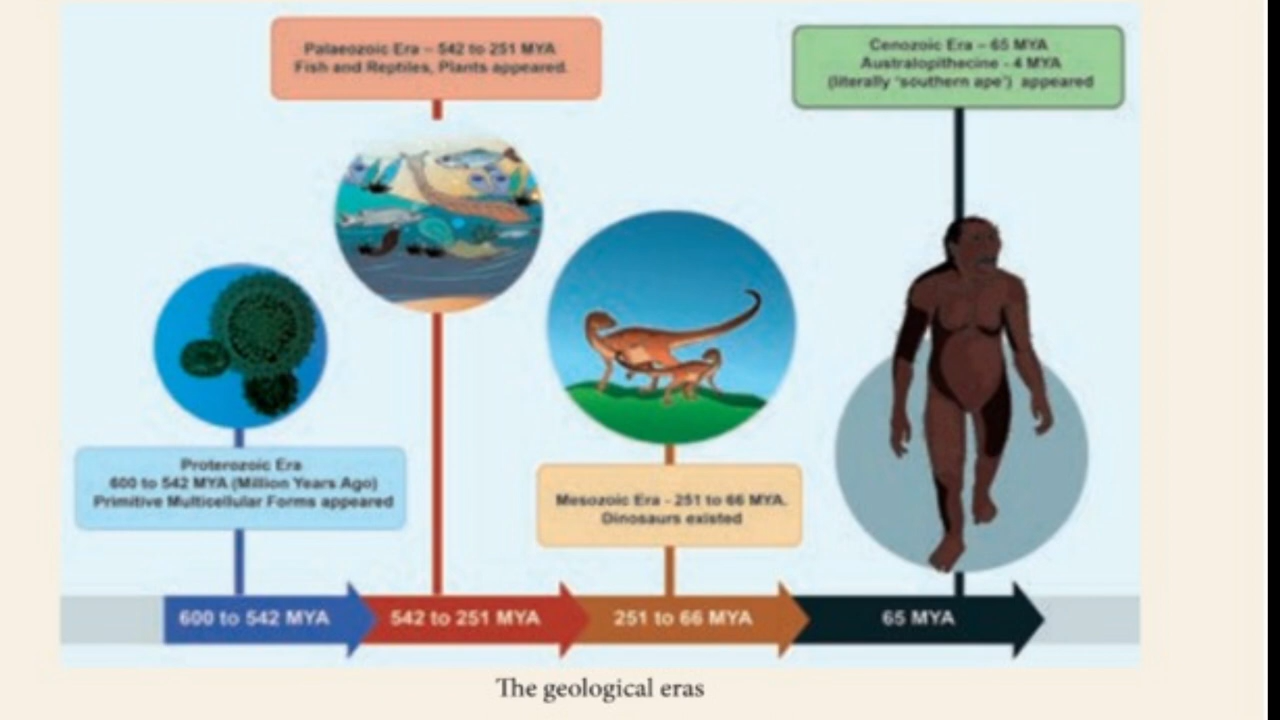 Palaeozoic Era – 542 to 251 MYA
Fish and Reptiles, Plants appeared.
Cenozoic Era – 65 MYA
Australopithecine - 4 MYA
(literally 'southern ape') appeared
Proterozoic Era
600 to 542 MYA (Million Years Ago)
Primitive Multicellular Forms appeared
Mesozoic Era - 251 to 66 MYA.
Dinosaurs existed
600 to 542 MYA
542 to 251 MYA
251 to 66 MYA
65 MYA
The geological eras